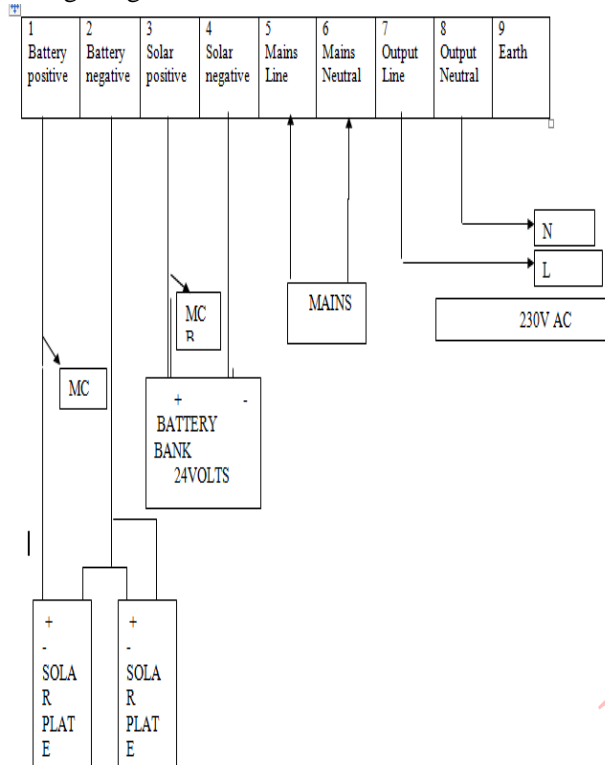 1
Battery
positive
2
Battery
negative
3
Solar
positive
4
Solar
negative
5
Mains
Line
6
Mains
Neutral
7
Output
Line
8
Output
Neutral
9
Earth
N
L
MAINS
230V AC
MC
B
MC
+ -
BATTERY
BANK
24VOLTS
+
-
SOLA
R
PLAT
E
+
-
SOLA
R
PLAT
E